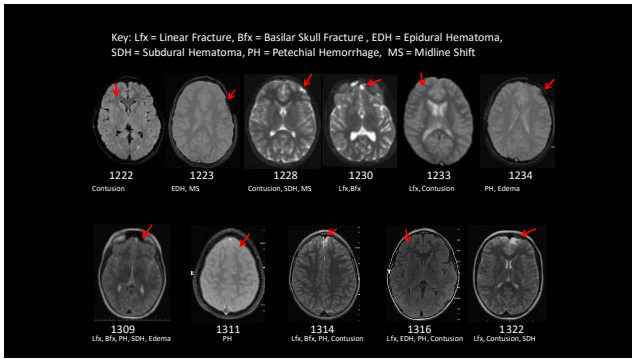 Key: Lfx = Linear Fracture, Bfx = Basilar Skull Fracture , EDH = Epidural Hematoma,
SDH = Subdural Hematoma, PH = Petechial Hemorrhage, MS = Midline Shift
1222 1223 1228 1230 1233 1234
Contusion EDH, MS Contusion, SDH, MS Lfx,Bfx Lfx, Contusion PH, Edema
1309 1311 1314 1316 1322
Lfx, Bfx, PH, SDH, Edema PH Lfx, Bfx, PH, Contusion Lfx, EDH, PH, Contusion Lfx, Contusion, SDH